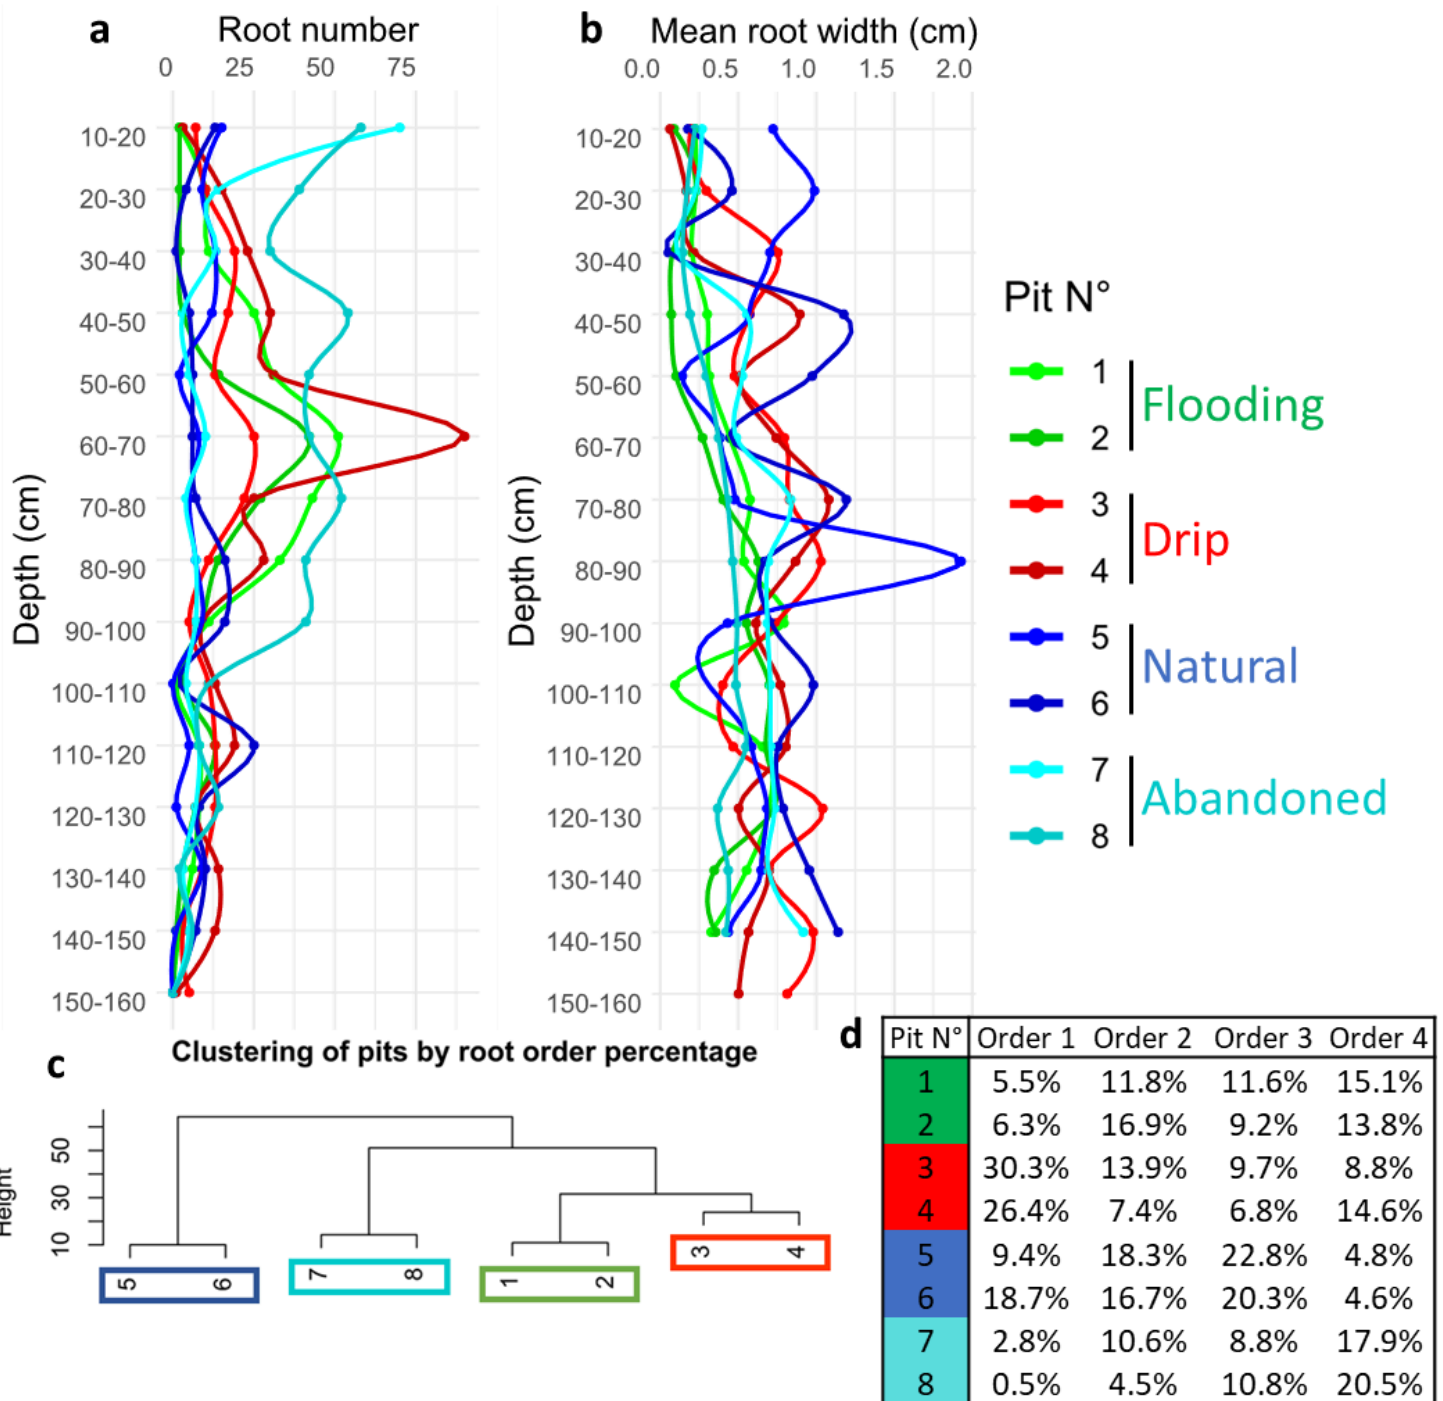 a Root number
0 25 50 75
10-20
20-30
30-40
40-50
50-60
60-70
70-80
80-90
90-100
100-110
110-120
120-130
130-140
140-150
150-160
Depth (cm)
b Mean root width (cm)
0.0 0.5 1.0 1.5 2.0
10-20
20-30
30-40
40-50
50-60
60-70
70-80
80-90
90-100
100-110
110-120
120-130
130-140
140-150
150-160
Depth (cm)
Pit N°
1
2
Flooding
3
4
Drip
5
6
Natural
7
8
Abandoned
c Clustering of pits by root order percentage
Height
50
30
10
5 6 7 8 1 2 3 4
d Pit N° Order 1 Order 2 Order 3 Order 4
1 5.5% 11.8% 11.6% 15.1%
2 6.3% 16.9% 9.2% 13.8%
3 30.3% 13.9% 9.7% 8.8%
4 26.4% 7.4% 6.8% 14.6%
5 9.4% 18.3% 22.8% 4.8%
6 18.7% 16.7% 20.3% 4.6%
7 2.8% 10.6% 8.8% 17.9%
8 0.5% 4.5% 10.8% 20.5%